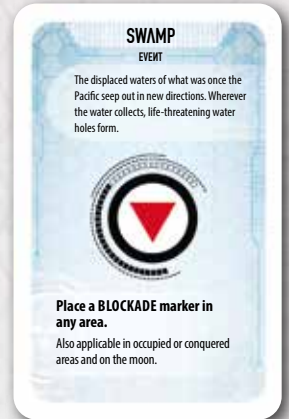 SWAMP
EVENT
The displaced waters of what was once the
Pacific seep out in new directions. Wherever
the water collects, life-threatening water
holes form.
Place a BLOCKADE marker in
any area.
Also applicable in occupied or conquered
areas and on the moon.